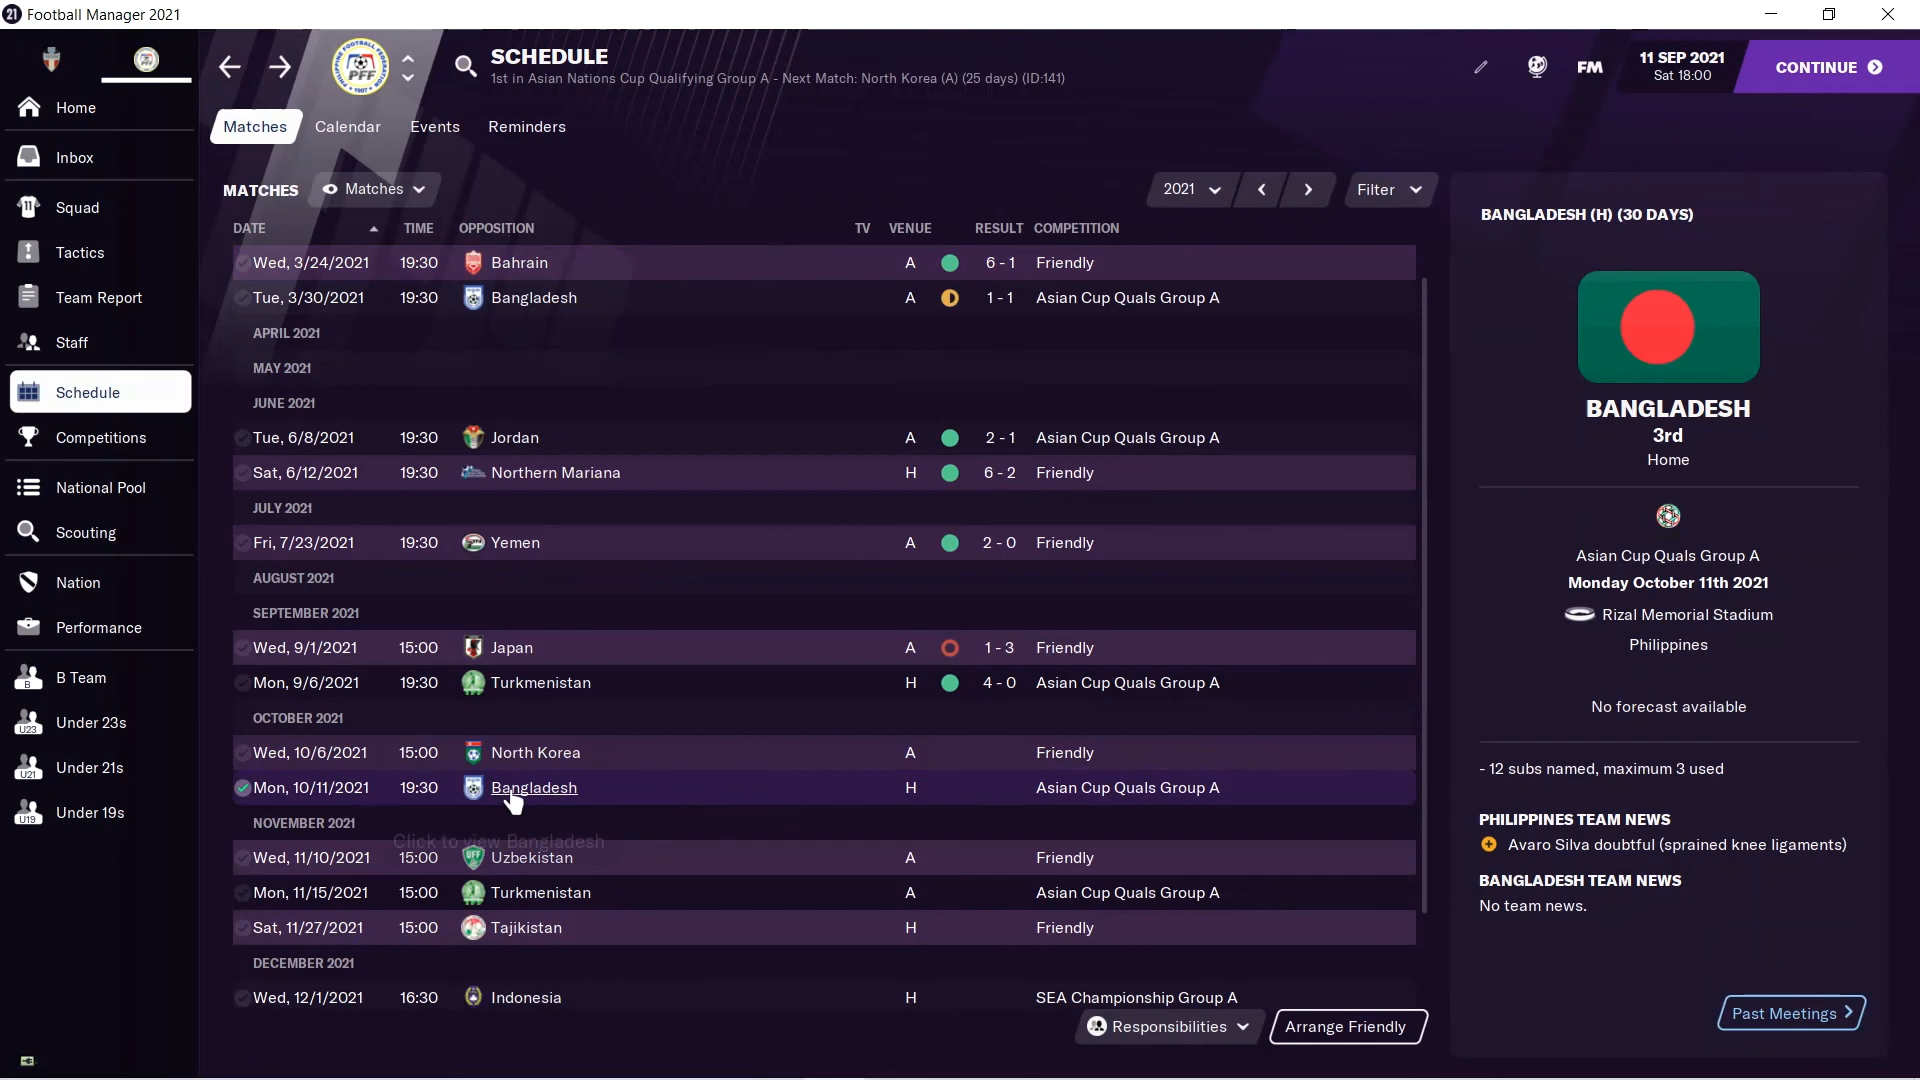 21 Football Manager 2021
SCHEDULE
1st in Asian Nations Cup Qualifying Group A - Next Match: North Korea (A) (25 days) (ID:141)
FM
11 SEP 2021
Sat 18:00
CONTINUE
PHILIPPINE FOOTBALL FEDERATION
PFF
1907
Matches Calendar Events Reminders
Home
Inbox
Squad
Tactics
Team Report
Staff
Schedule
Competitions
National Pool
Scouting
Nation
Performance
B B Team
U23 Under 23s
U21 Under 21s
U19 Under 19s
MATCHES Matches 2021 Filter
DATE TIME OPPOSITION TV VENUE RESULT COMPETITION
Wed, 3/24/2021 19:30 Bahrain A 6 - 1 Friendly
Tue, 3/30/2021 19:30 Bangladesh A 1 - 1 Asian Cup Quals Group A
APRIL 2021
MAY 2021
JUNE 2021
Tue, 6/8/2021 19:30 Jordan A 2 - 1 Asian Cup Quals Group A
Sat, 6/12/2021 19:30 Northern Mariana H 6 - 2 Friendly
JULY 2021
Fri, 7/23/2021 19:30 Yemen A 2 - 0 Friendly
AUGUST 2021
SEPTEMBER 2021
Wed, 9/1/2021 15:00 Japan A 1 - 3 Friendly
Mon, 9/6/2021 19:30 Turkmenistan H 4 - 0 Asian Cup Quals Group A
OCTOBER 2021
Wed, 10/6/2021 15:00 North Korea A Friendly
Mon, 10/11/2021 19:30 Bangladesh H Asian Cup Quals Group A
NOVEMBER 2021
Click to view Bangladesh
Wed, 11/10/2021 15:00 UFF Uzbekistan A Friendly
Mon, 11/15/2021 15:00 Turkmenistan A Asian Cup Quals Group A
Sat, 11/27/2021 15:00 Tajikistan H Friendly
DECEMBER 2021
Wed, 12/1/2021 16:30 Indonesia H SEA Championship Group A
Responsibilities Arrange Friendly
BANGLADESH (H) (30 DAYS)
BANGLADESH
3rd
Home
Asian Cup Quals Group A
Monday October 11th 2021
Rizal Memorial Stadium
Philippines
No forecast available
- 12 subs named, maximum 3 used
PHILIPPINES TEAM NEWS
Avaro Silva doubtful (sprained knee ligaments)
BANGLADESH TEAM NEWS
No team news.
Past Meetings